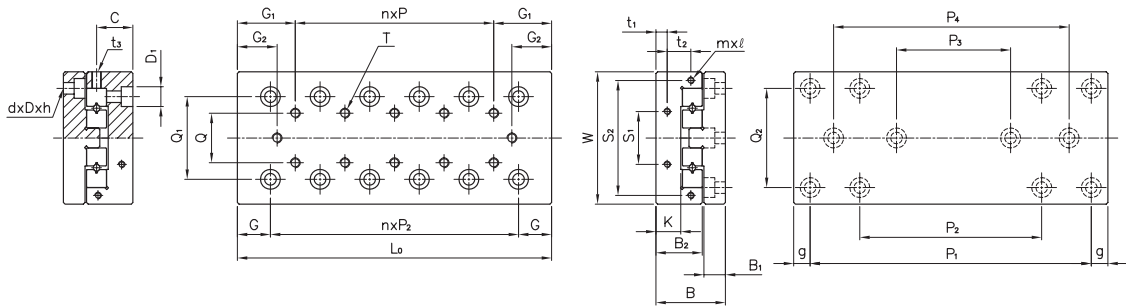 C
t₃
D₁
dxDxh
G₁
nxP
G₁
G₂
T
G₂
Q₁
Q
G
nxP₂
G
L₀
t₁
t₂
mxℓ
W
S₂
S₁
K
B₂
B₁
B
P₄
P₃
Q₂
g
P₂
P₁
g